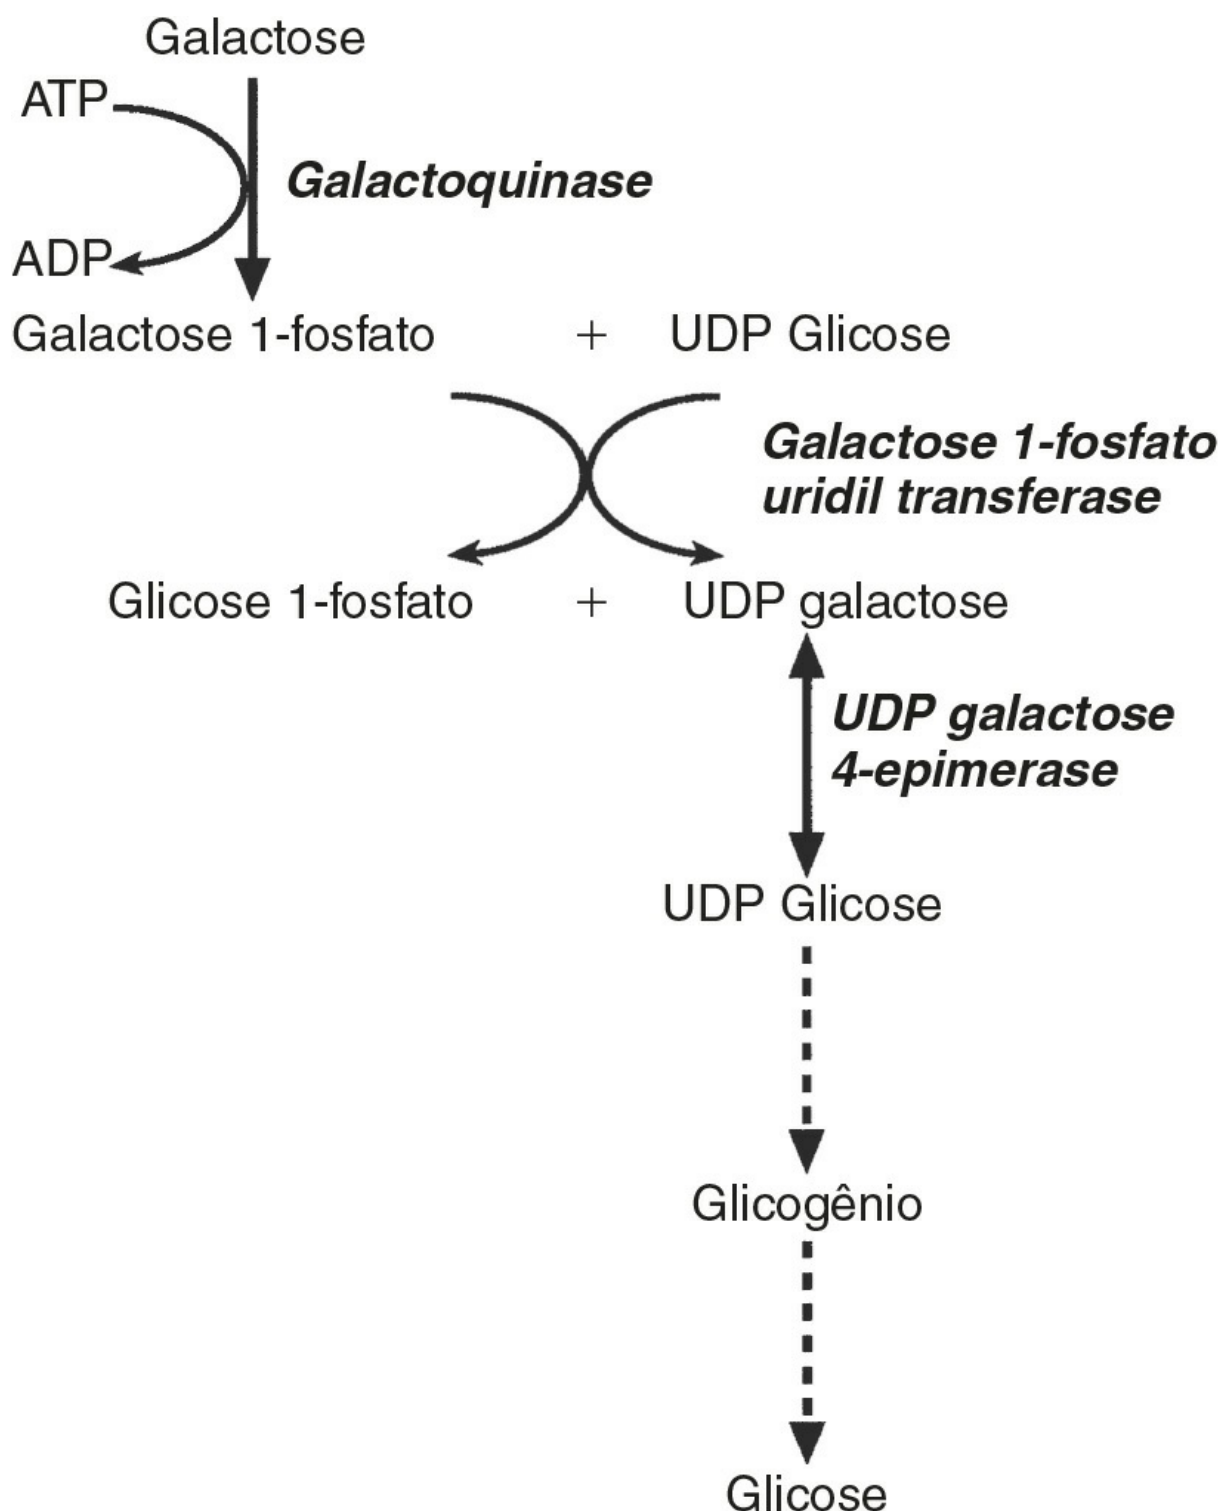 Galactose
ATP
Galactoquinase
ADP
Galactose 1-fosfato + UDP Glicose
Galactose 1-fosfato
uridil transferase
Glicose 1-fosfato + UDP galactose
UDP galactose
4-epimerase
UDP Glicose
Glicogênio
Glicose